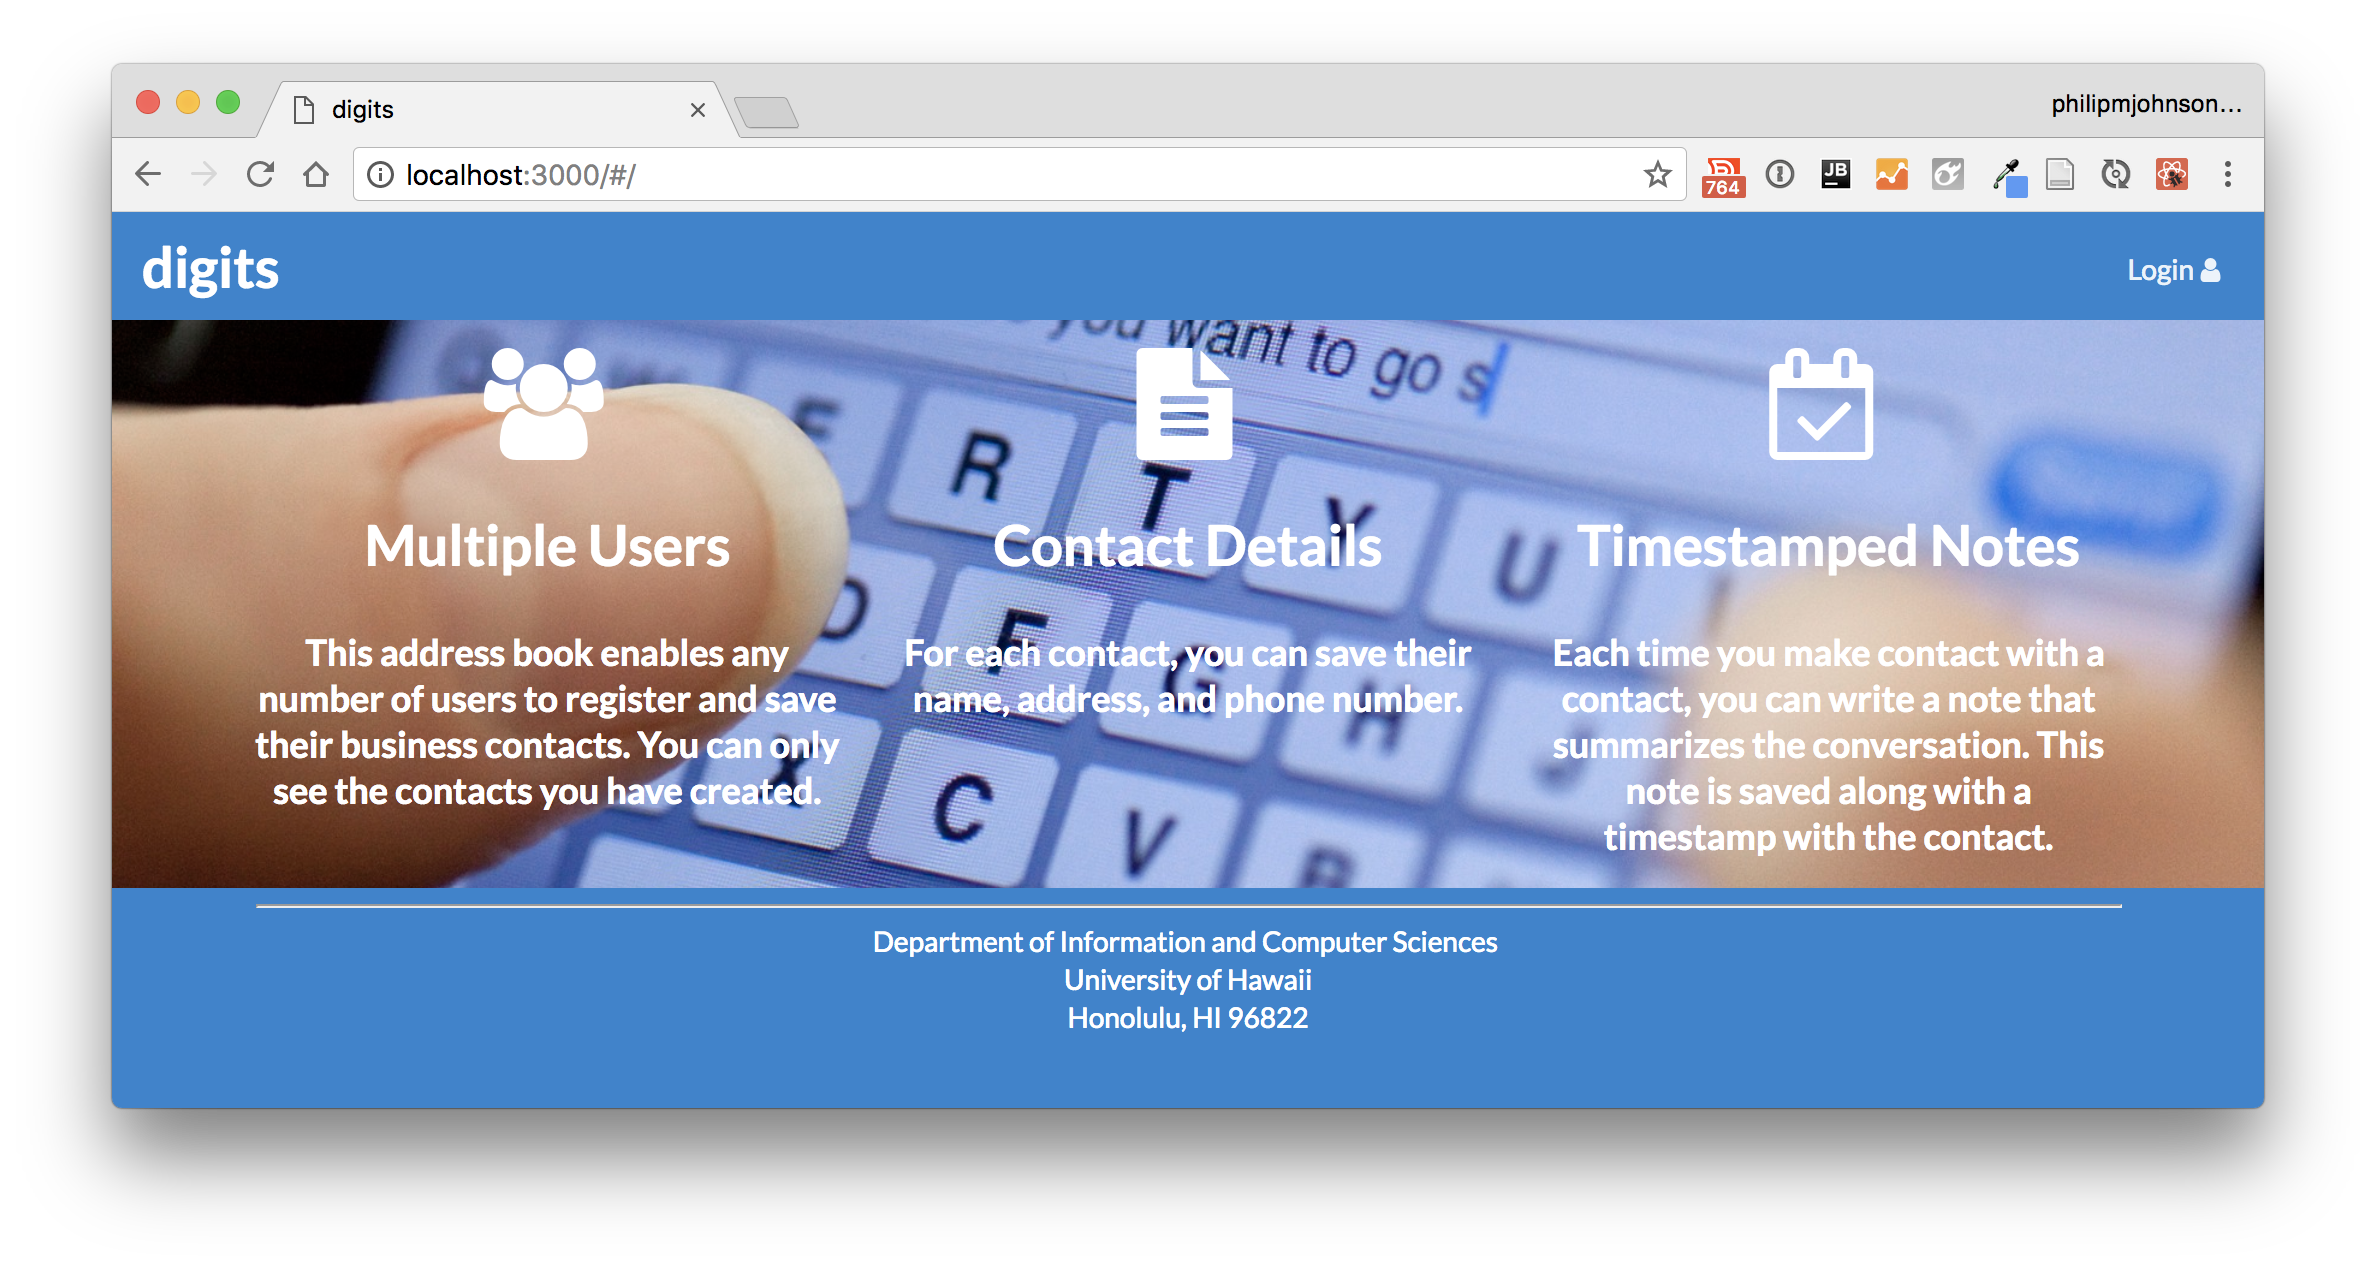 digits
philipmjohnson...
localhost:3000/#/
764
JB
digits
Login
you want to go s
E R T Y U
D F G H J
X C V B
Multiple Users
Contact Details
Timestamped Notes
This address book enables any
number of users to register and save
their business contacts. You can only
see the contacts you have created.
For each contact, you can save their
name, address, and phone number.
Each time you make contact with a
contact, you can write a note that
summarizes the conversation. This
note is saved along with a
timestamp with the contact.
Department of Information and Computer Sciences
University of Hawaii
Honolulu, HI 96822